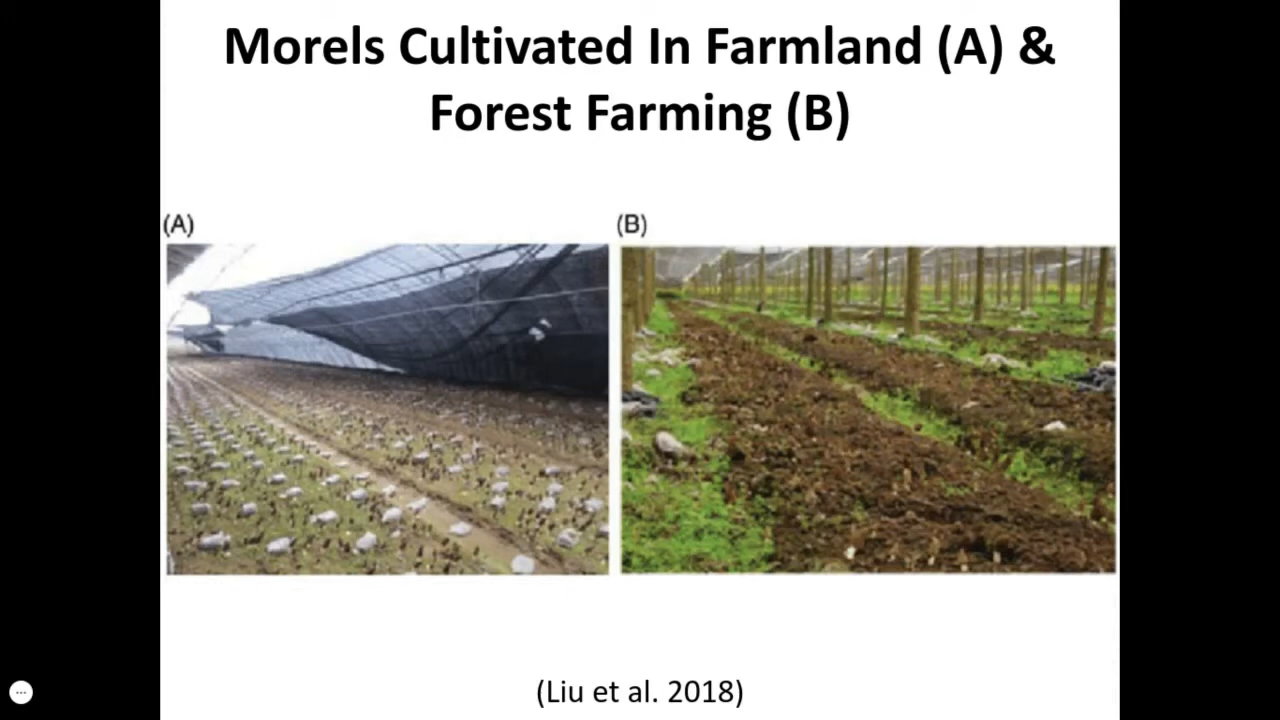 Morels Cultivated In Farmland (A) &
Forest Farming (B)
(A)
(B)
(Liu et al. 2018)